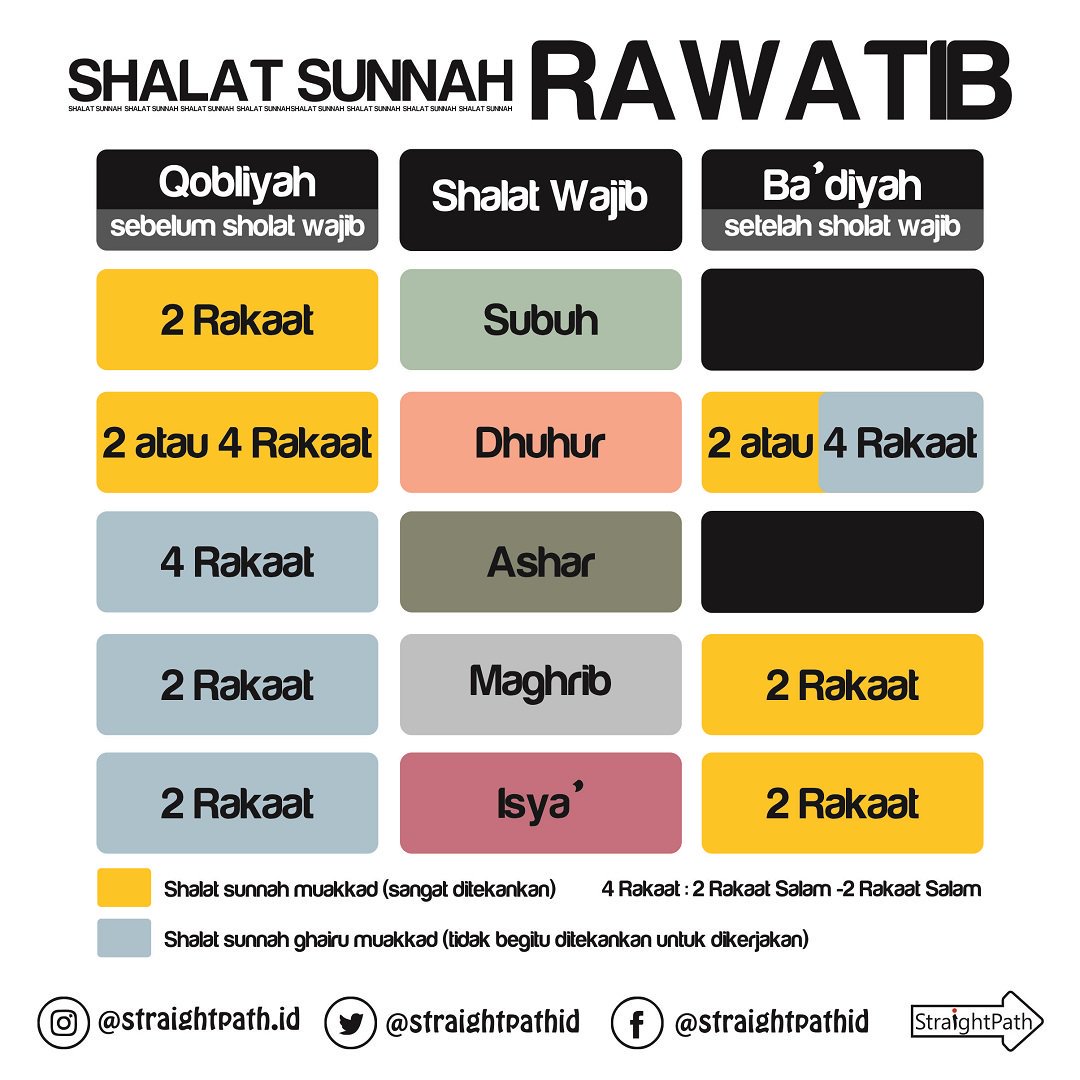 SHALAT SUNNAH RAWATIB
SHALAT SUNNAH SHALAT SUNNAH SHALAT SUNNAH SHALAT SUNNAHSHALAT SUNNAH SHALAT SUNNAH SHALAT SUNNAH SHALAT SUNNAH
Qobliyah
sebelum sholat wajib
Shalat Wajib
Ba'diyah
setelah sholat wajib
2 Rakaat
Subuh
2 atau 4 Rakaat
Dhuhur
2 atau 4 Rakaat
4 Rakaat
Ashar
2 Rakaat
Maghrib
2 Rakaat
2 Rakaat
Isya'
2 Rakaat
Shalat sunnah muakkad (sangat ditekankan)
4 Rakaat : 2 Rakaat Salam -2 Rakaat Salam
Shalat sunnah ghairu muakkad (tidak begitu ditekankan untuk dikerjakan)
@straightpath.id
@straightpathid
@straightpathid
StraightPath